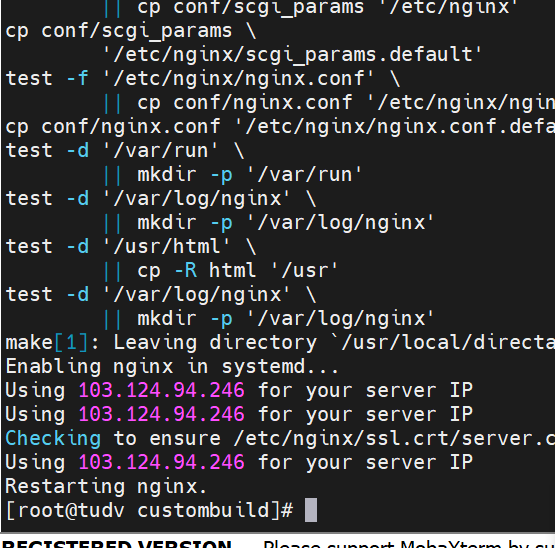 || cp conf/scgi_params '/etc/nginx'
cp conf/scgi_params \
'/etc/nginx/scgi_params.default'
test -f '/etc/nginx/nginx.conf' \
|| cp conf/nginx.conf '/etc/nginx/ngin
cp conf/nginx.conf '/etc/nginx/nginx.conf.defa
test -d '/var/run' \
|| mkdir -p '/var/run'
test -d '/var/log/nginx' \
|| mkdir -p '/var/log/nginx'
test -d '/usr/html' \
|| cp -R html '/usr'
test -d '/var/log/nginx' \
|| mkdir -p '/var/log/nginx'
make[1]: Leaving directory `/usr/local/directa
Enabling nginx in systemd...
Using 103.124.94.246 for your server IP
Using 103.124.94.246 for your server IP
Checking to ensure /etc/nginx/ssl.crt/server.c
Using 103.124.94.246 for your server IP
Restarting nginx.
[root@tudv custombuild]#
REGISTERED VERSION Please support MobaXterm by su